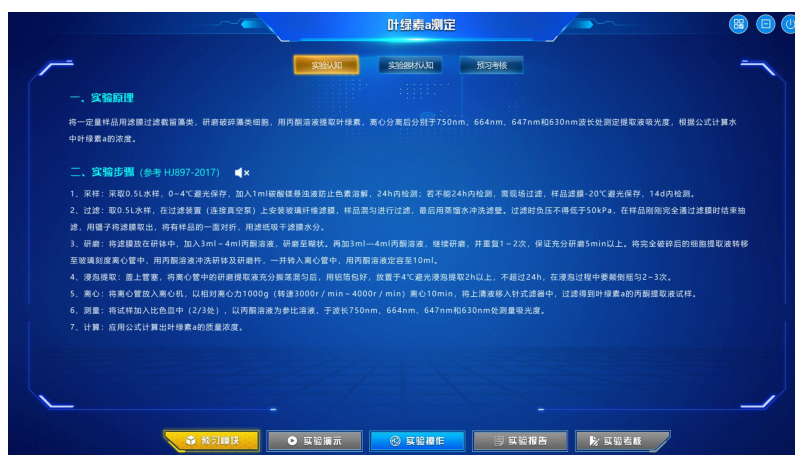 叶绿素a测定
实验认知
实验器材认知
预习考核
一、实验原理
将一定量样品用滤膜过滤截留藻类，研磨破碎藻类细胞，用丙酮溶液提取叶绿素，离心分离后分别于750nm、664nm、647nm和630nm波长处测定提取液吸光度，根据公式计算水
中叶绿素a的浓度。
二、实验步骤（参考 HJ897-2017）
1、采样：采取0.5L水样，0~4℃避光保存，加入1ml碳酸镁悬浊液防止色素溶解，24h内检测；若不能24h内检测，需现场过滤，样品滤膜-20℃避光保存，14d内检测。
2、过滤：取0.5L水样，在过滤装置（连接真空泵）上安装玻璃纤维滤膜，样品混匀进行过滤，最后用蒸馏水冲洗滤壁。过滤时负压不得低于50kPa，在样品刚刚完全通过滤膜时结束抽
滤，用镊子将滤膜取出，将有样品的一面对折，用滤纸吸干滤膜水分。
3、研磨：将滤膜放在研钵中，加入3ml~4ml丙酮溶液，研磨至糊状。再加3ml—4ml丙酮溶液，继续研磨，并重复1~2次，保证充分研磨5min以上。将完全破碎后的细胞提取液转移
至玻璃刻度离心管中，用丙酮溶液冲洗研钵及研磨杵，一并转入离心管中，用丙酮溶液定容至10ml。
4、浸泡提取：盖上管塞，将离心管中的研磨提取液充分振荡混匀后，用铝箔包好，放置于4℃避光浸泡提取2h以上，不超过24h，在浸泡过程中要颠倒摇匀2~3次。
5、离心：将离心管放入离心机，以相对离心力1000g（转速3000r / min~4000r / min）离心10min，将上清液移入针式滤器中，过滤得到叶绿素a的丙酮提取液试样。
6、测量：将试样加入比色皿中（2/3处），以丙酮溶液为参比溶液，于波长750nm、664nm、647nm和630nm处测量吸光度。
7、计算：应用公式计算出叶绿素a的质量浓度。
预习模块
实验演示
实验操作
实验报告
实验考核